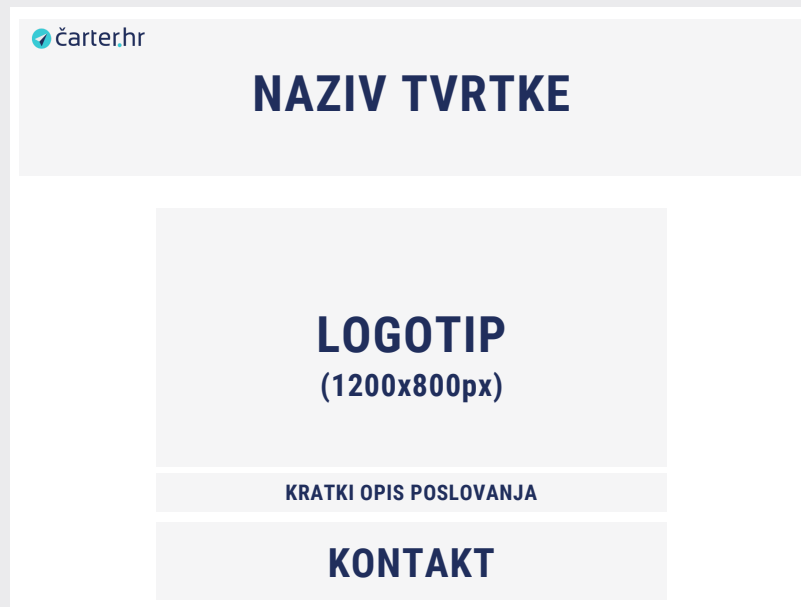 čarter.hr
NAZIV TVRTKE
LOGOTIP
(1200x800px)
KRATKI OPIS POSLOVANJA
KONTAKT